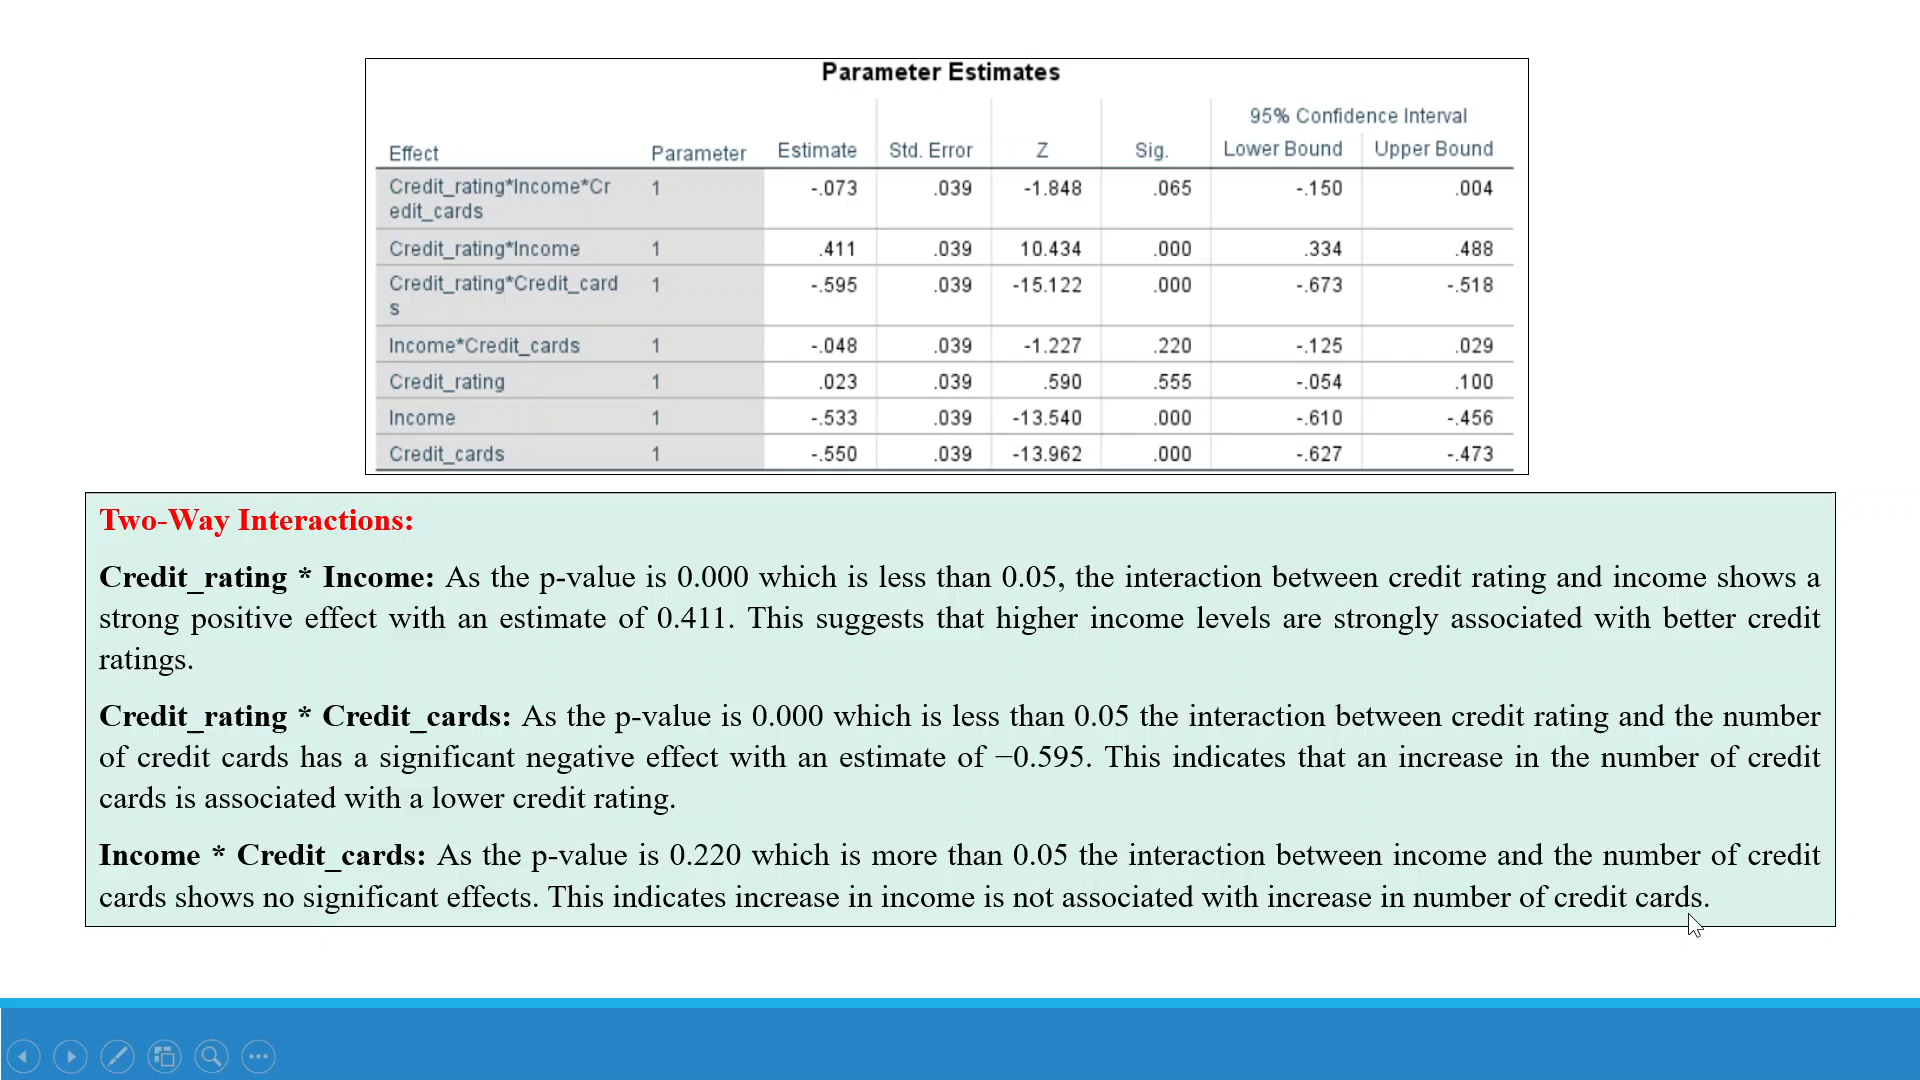 Parameter Estimates
95% Confidence Interval
Effect Parameter Estimate Std. Error Z Sig. Lower Bound Upper Bound
Credit_rating*Income*Cr 1 -.073 .039 -1.848 .065 -.150 .004
edit_cards
Credit_rating*Income 1 .411 .039 10.434 .000 .334 .488
Credit_rating*Credit_card 1 -.595 .039 -15.122 .000 -.673 -.518
s
Income*Credit_cards 1 -.048 .039 -1.227 .220 -.125 .029
Credit_rating 1 .023 .039 .590 .555 -.054 .100
Income 1 -.533 .039 -13.540 .000 -.610 -.456
Credit_cards 1 -.550 .039 -13.962 .000 -.627 -.473
Two-Way Interactions:
Credit_rating * Income: As the p-value is 0.000 which is less than 0.05, the interaction between credit rating and income shows a
strong positive effect with an estimate of 0.411. This suggests that higher income levels are strongly associated with better credit
ratings.
Credit_rating * Credit_cards: As the p-value is 0.000 which is less than 0.05 the interaction between credit rating and the number
of credit cards has a significant negative effect with an estimate of −0.595. This indicates that an increase in the number of credit
cards is associated with a lower credit rating.
Income * Credit_cards: As the p-value is 0.220 which is more than 0.05 the interaction between income and the number of credit
cards shows no significant effects. This indicates increase in income is not associated with increase in number of credit cards.